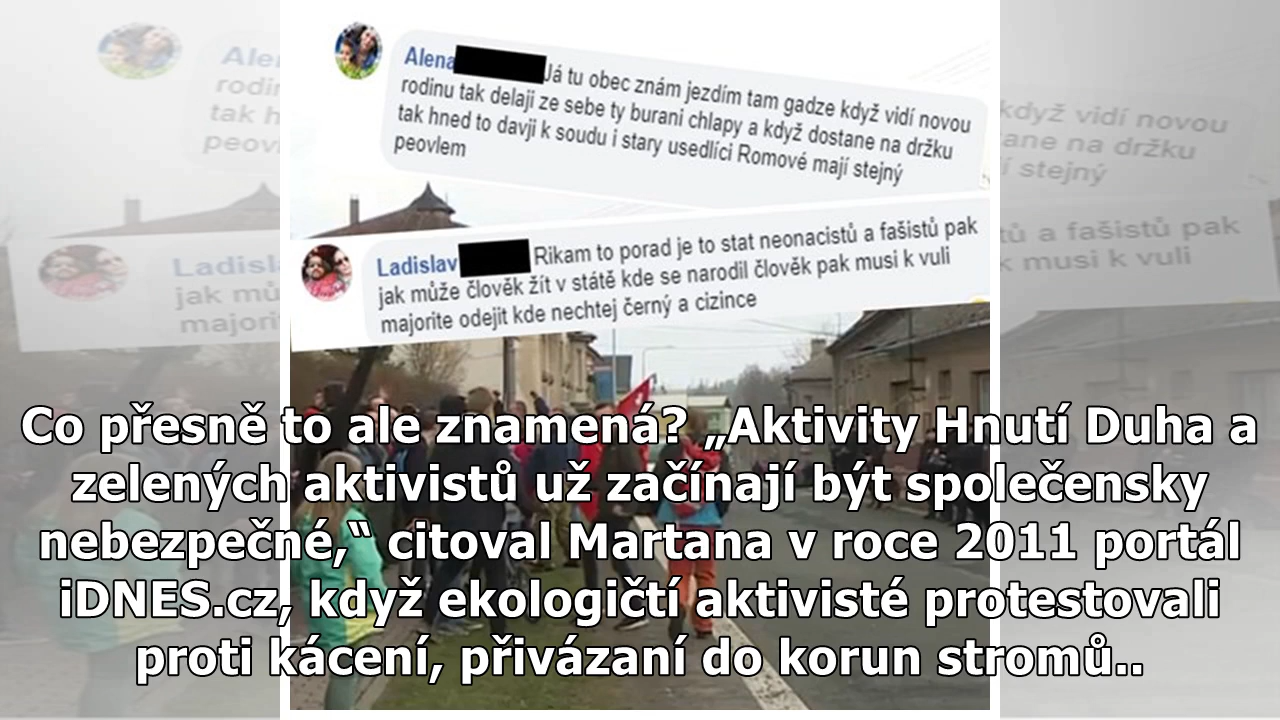 Alena Já tu obec znám jezdím tam gadze když vidí novou
rodinu tak delaji ze sebe ty burani chlapy a když dostane na držku
tak hned to davji k soudu i stary usedlíci Romové mají stejný
peovlem
Ladislav Rikam to porad je to stat neonacistů a fašistů pak
jak může člověk žít v státě kde se narodil člověk pak musi k vuli
majorite odejit kde nechtej černý a cizince
Co přesně to ale znamená? „Aktivity Hnutí Duha a
zelených aktivistů už začínají být společensky
nebezpečné,“ citoval Martana v roce 2011 portál
iDNES.cz, když ekologičtí aktivisté protestovali
proti kácení, přivázaní do korun stromů..